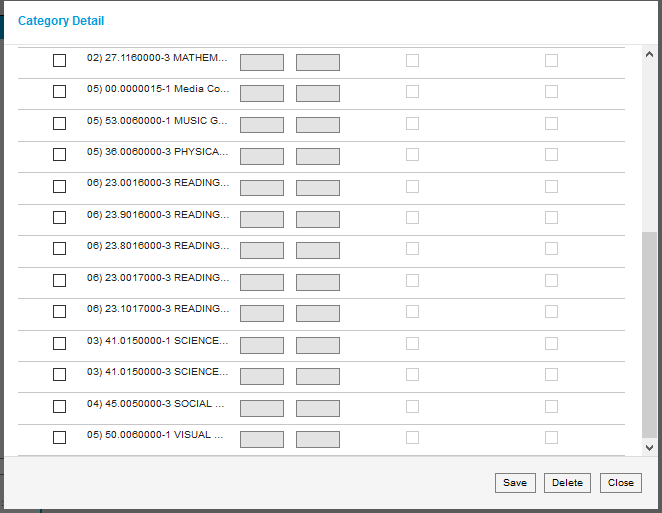 Category Detail
02) 27.1160000-3 MATHEM...
05) 00.0000015-1 Media Co...
05) 53.0060000-1 MUSIC G...
05) 36.0060000-3 PHYSICA...
06) 23.0016000-3 READING...
06) 23.9016000-3 READING...
06) 23.8016000-3 READING...
06) 23.0017000-3 READING...
06) 23.1017000-3 READING...
03) 41.0150000-1 SCIENCE...
03) 41.0150000-3 SCIENCE...
04) 45.0050000-3 SOCIAL ...
05) 50.0060000-1 VISUAL ...
Save Delete Close